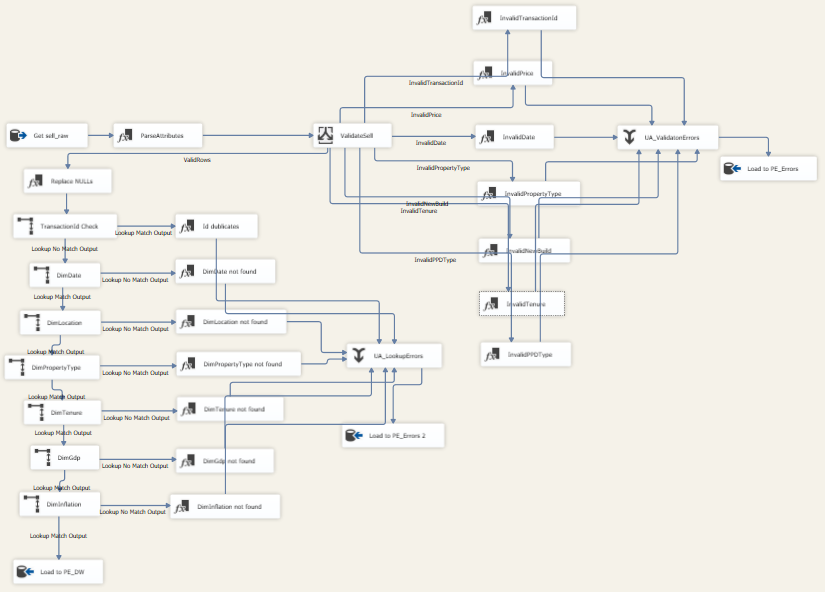 InvalidTransactionId
InvalidPrice
InvalidTransactionId
InvalidPrice
Get sell_raw
ParseAttributes
ValidateSell
InvalidDate
InvalidDate
UA_ValidatonErrors
ValidRows
InvalidPropertyType
Load to PE_Errors
Replace NULLs
InvalidPropertyType
InvalidNewBuild
InvalidTenure
TransactionId Check
Lookup Match Output
Id dublicates
Lookup No Match Output
InvalidNewBuild
InvalidPPDType
DimDate
Lookup No Match Output
DimDate not found
Lookup Match Output
InvalidTenure
DimLocation
Lookup No Match Output
DimLocation not found
Lookup Match Output
UA_LookupErrors
InvalidPPDType
DimPropertyType
Lookup No Match Output
DimPropertyType not found
Lookup Match Output
DimTenure
Lookup No Match Output
DimTenure not found
Lookup Match Output
Load to PE_Errors 2
DimGdp
Lookup No Match Output
DimGdp not found
Lookup Match Output
DimInflation
Lookup No Match Output
DimInflation not found
Lookup Match Output
Load to PE_DW